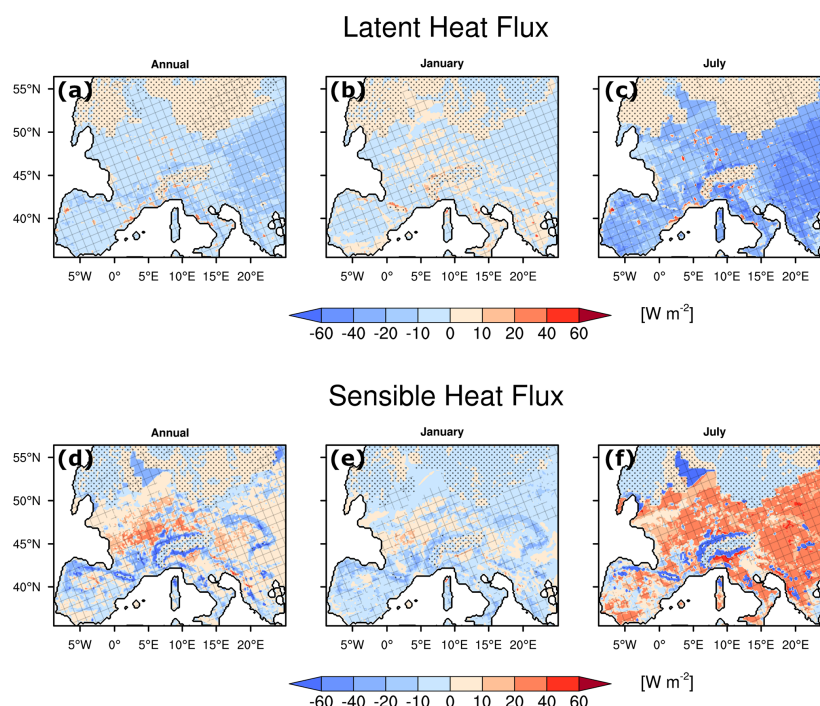 Latent Heat Flux
Annual January July
(a) (b) (c)
55°N
50°N
45°N
40°N
5°W 0° 5°E 10°E 15°E 20°E 5°W 0° 5°E 10°E 15°E 20°E 5°W 0° 5°E 10°E 15°E 20°E
-60 -40 -20 -10 0 10 20 40 60 [W m⁻²]
Sensible Heat Flux
Annual January July
(d) (e) (f)
55°N
50°N
45°N
40°N
5°W 0° 5°E 10°E 15°E 20°E 5°W 0° 5°E 10°E 15°E 20°E 5°W 0° 5°E 10°E 15°E 20°E
-60 -40 -20 -10 0 10 20 40 60 [W m⁻²]